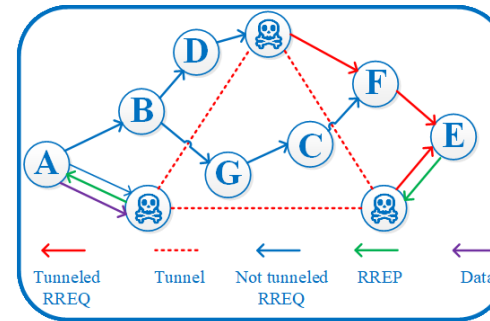 D
F
B
E
C
A
G
Tunneled
RREQ
Tunnel
Not tunneled
RREQ
RREP
Data